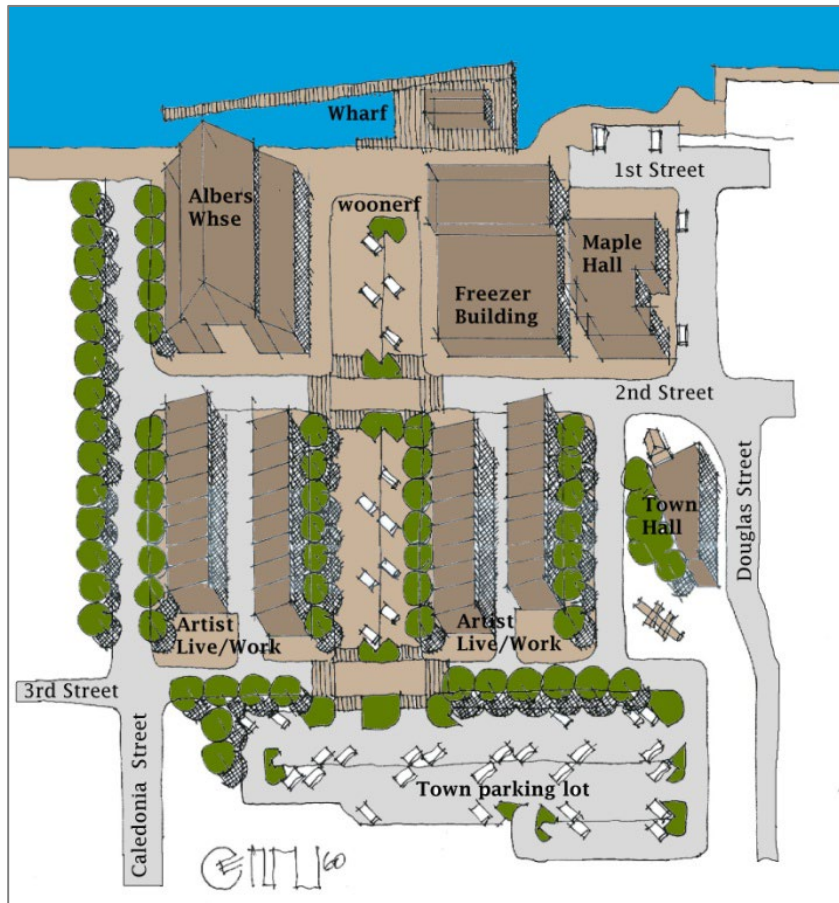 Wharf
1st Street
Albers
Whse
woonerf
Maple
Hall
Freezer
Building
2nd Street
Town
Hall
Douglas Street
Artist
Live/Work
Artist
Live/Work
3rd Street
Caledonia Street
Town parking lot
60